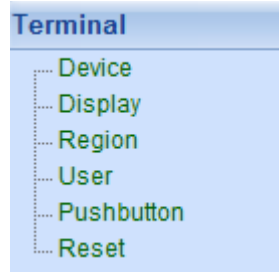 Terminal
Device
Display
Region
User
Pushbutton
Reset